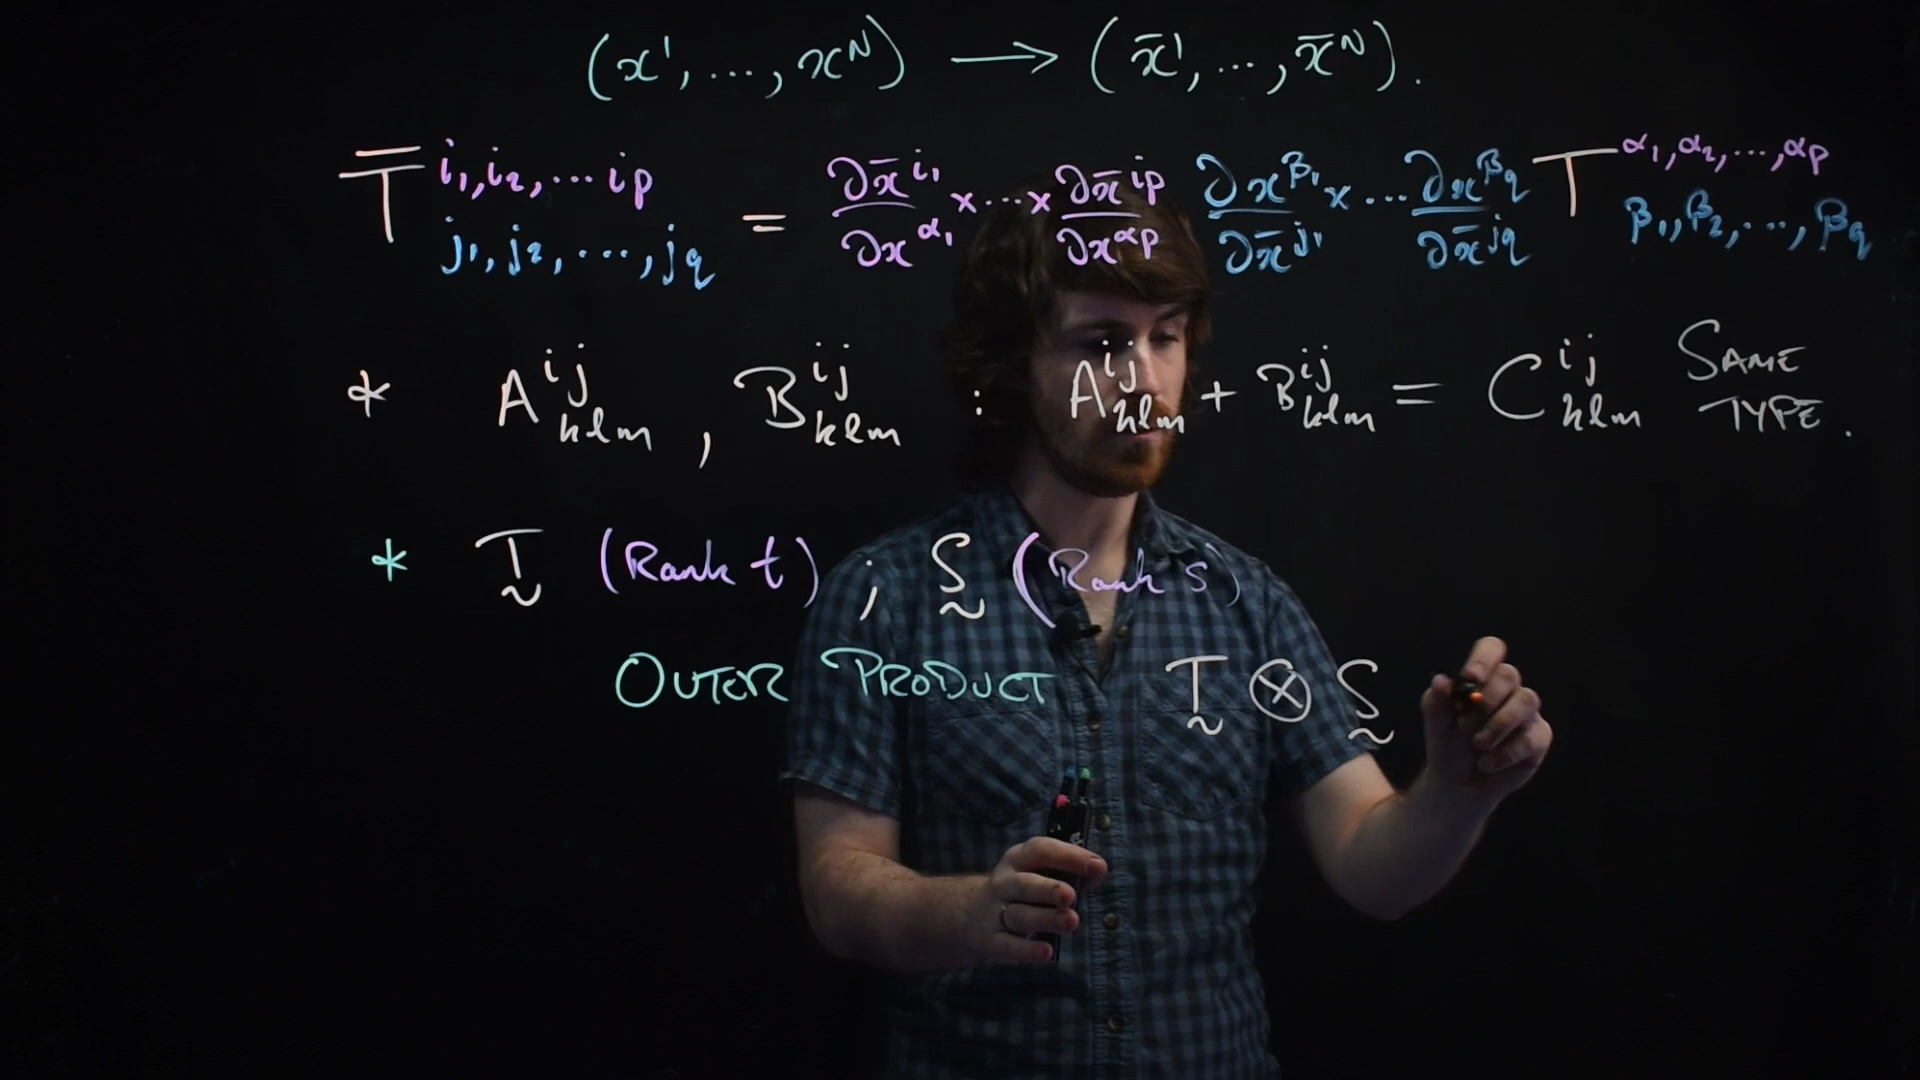 (x¹, ..., xᴺ) → (x̄¹, ..., x̄ᴺ).
T̄^{i₁,i₂,...ip}_{j₁,j₂,...,jq} = ∂x̄^{i₁}/∂x^{α₁} × ... × ∂x̄^{ip}/∂x^{αp} ∂x^{β₁}/∂x̄^{j₁} × ... ∂x^{βq}/∂x̄^{jq} T^{α₁,α₂,...,αp}_{β₁,β₂,...,βq}
* A^{ij}_{klm}, B^{ij}_{klm} : A^{ij}_{klm} + B^{ij}_{klm} = C^{ij}_{klm} SAME TYPE.
* T̰ (Rank t) ; S̰ (Rank s)
OUTER PRODUCT T̰ ⊗ S̰